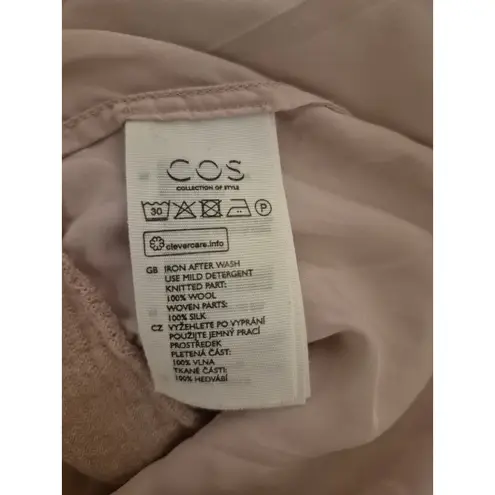 COS
COLLECTION OF STYLE
30 P
clevercare.info
GB IRON AFTER WASH
USE MILD DETERGENT
KNITTED PART:
100% WOOL
WOVEN PARTS:
100% SILK
CZ VYŽEHLETE PO VYPRÁNÍ
POUŽIJTE JEMNÝ PRACÍ
PROSTŘEDEK
PLETENÁ ČÁST:
100% VLNA
TKANÉ ČÁSTI:
100% HEDVÁBÍ